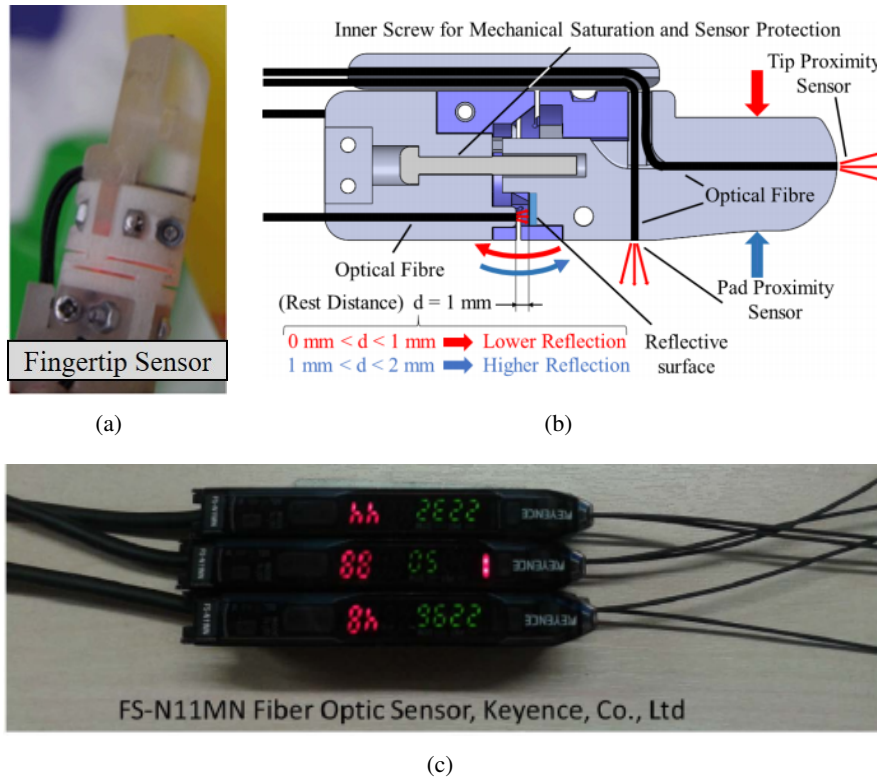 Inner Screw for Mechanical Saturation and Sensor Protection
Tip Proximity
Sensor
Optical Fibre
Optical Fibre
Pad Proximity
Sensor
(Rest Distance) d = 1 mm
0 mm < d < 1 mm Lower Reflection
1 mm < d < 2 mm Higher Reflection
Reflective
surface
Fingertip Sensor
(a)
(b)
KEYENCE
KEYENCE
KEYENCE
FS-N11MN Fiber Optic Sensor, Keyence, Co., Ltd
(c)